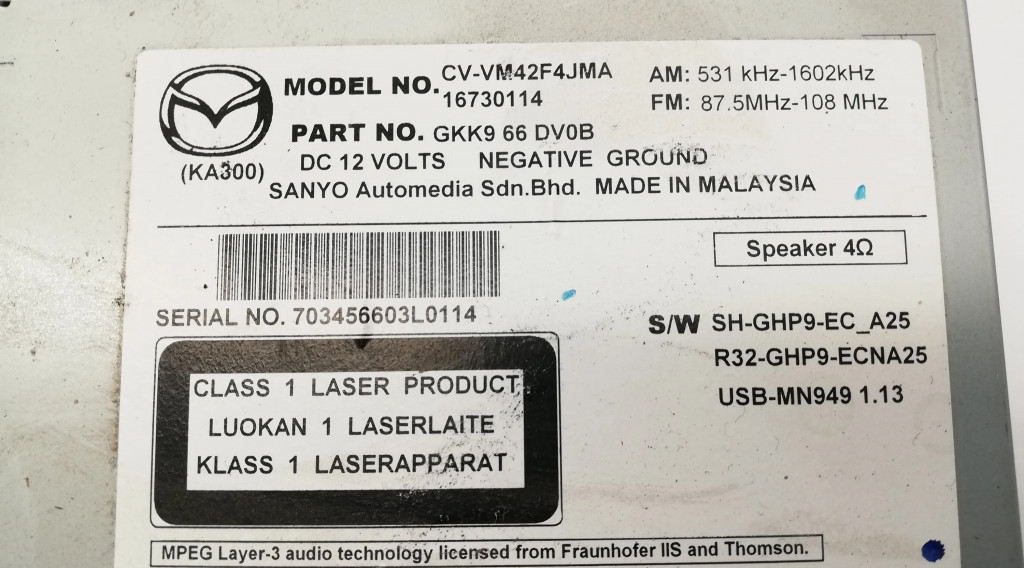 MODEL NO. CV-VM42F4JMA
16730114
AM: 531 kHz-1602kHz
FM: 87.5MHz-108 MHz
PART NO. GKK9 66 DV0B
(KA300)
DC 12 VOLTS NEGATIVE GROUND
SANYO Automedia Sdn.Bhd. MADE IN MALAYSIA
Speaker 4Ω
SERIAL NO. 703456603L0114
S/W SH-GHP9-EC_A25
R32-GHP9-ECNA25
USB-MN949 1.13
CLASS 1 LASER PRODUCT
LUOKAN 1 LASERLAITE
KLASS 1 LASERAPPARAT
MPEG Layer-3 audio technology licensed from Fraunhofer IIS and Thomson.